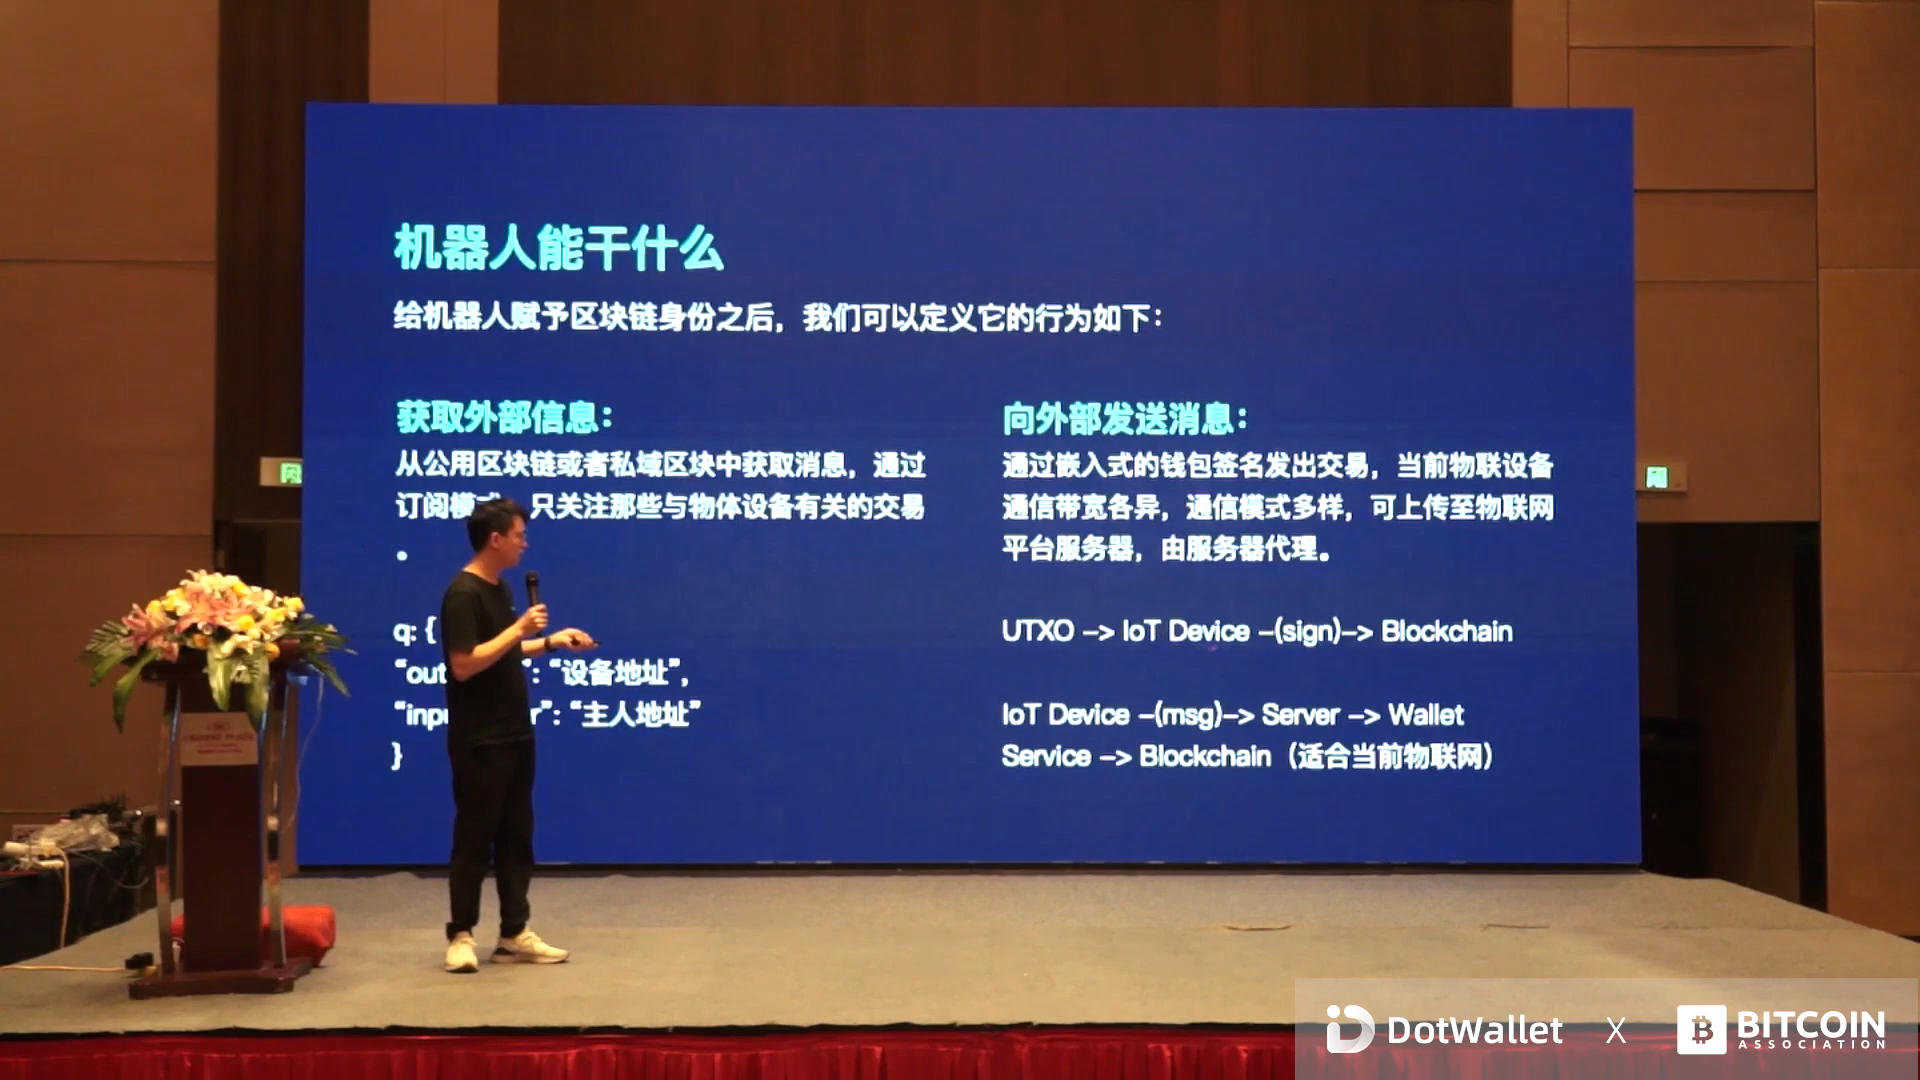 机器人能干什么
给机器人赋予区块链身份之后，我们可以定义它的行为如下：
获取外部信息：
从公用区块链或者私域区块中获取消息，通过
订阅模 只关注那些与物体设备有关的交易
。
q: {
“out ”: “设备地址”,
“inpu r”: “主人地址”
}
向外部发送消息：
通过嵌入式的钱包签名发出交易，当前物联设备
通信带宽各异，通信模式多样，可上传至物联网
平台服务器，由服务器代理。
UTXO –> IoT Device –(sign)–> Blockchain
IoT Device –(msg)–> Server –> Wallet
Service –> Blockchain（适合当前物联网）
DotWallet X BITCOIN
ASSOCIATION